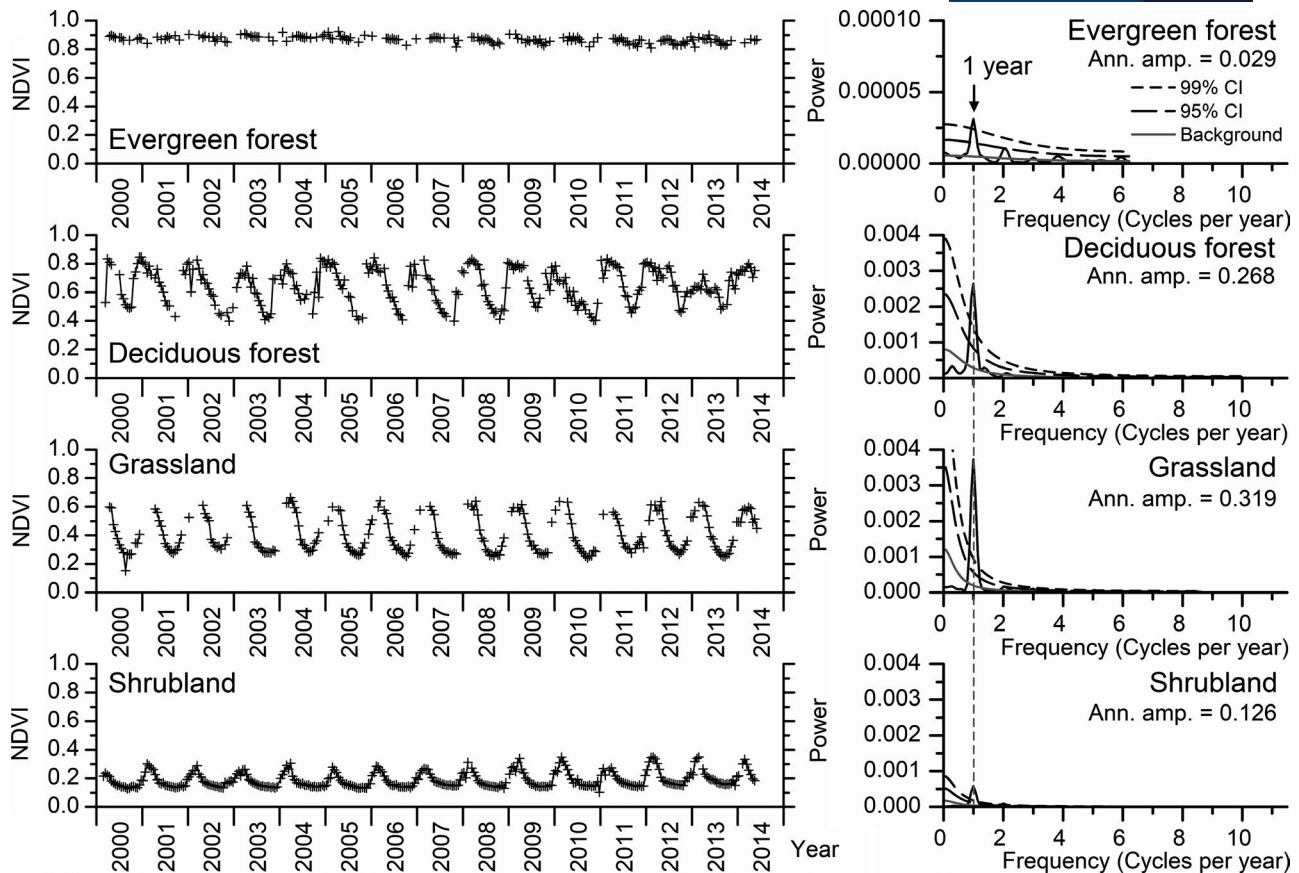 NDVI
1.0
0.8
0.6
0.4
0.2
0.0
Evergreen forest
2000 2001 2002 2003 2004 2005 2006 2007 2008 2009 2010 2011 2012 2013 2014
Power
0.00010
0.00005
0.00000
Evergreen forest
Ann. amp. = 0.029
1 year
99% CI
95% CI
Background
0 2 4 6 8 10
Frequency (Cycles per year)
NDVI
1.0
0.8
0.6
0.4
0.2
0.0
Deciduous forest
2000 2001 2002 2003 2004 2005 2006 2007 2008 2009 2010 2011 2012 2013 2014
Power
0.004
0.003
0.002
0.001
0.000
Deciduous forest
Ann. amp. = 0.268
0 2 4 6 8 10
Frequency (Cycles per year)
NDVI
1.0
0.8
0.6
0.4
0.2
0.0
Grassland
2000 2001 2002 2003 2004 2005 2006 2007 2008 2009 2010 2011 2012 2013 2014
Power
0.004
0.003
0.002
0.001
0.000
Grassland
Ann. amp. = 0.319
0 2 4 6 8 10
Frequency (Cycles per year)
NDVI
1.0
0.8
0.6
0.4
0.2
0.0
Shrubland
2000 2001 2002 2003 2004 2005 2006 2007 2008 2009 2010 2011 2012 2013 2014
Year
Power
0.004
0.003
0.002
0.001
0.000
Shrubland
Ann. amp. = 0.126
0 2 4 6 8 10
Frequency (Cycles per year)